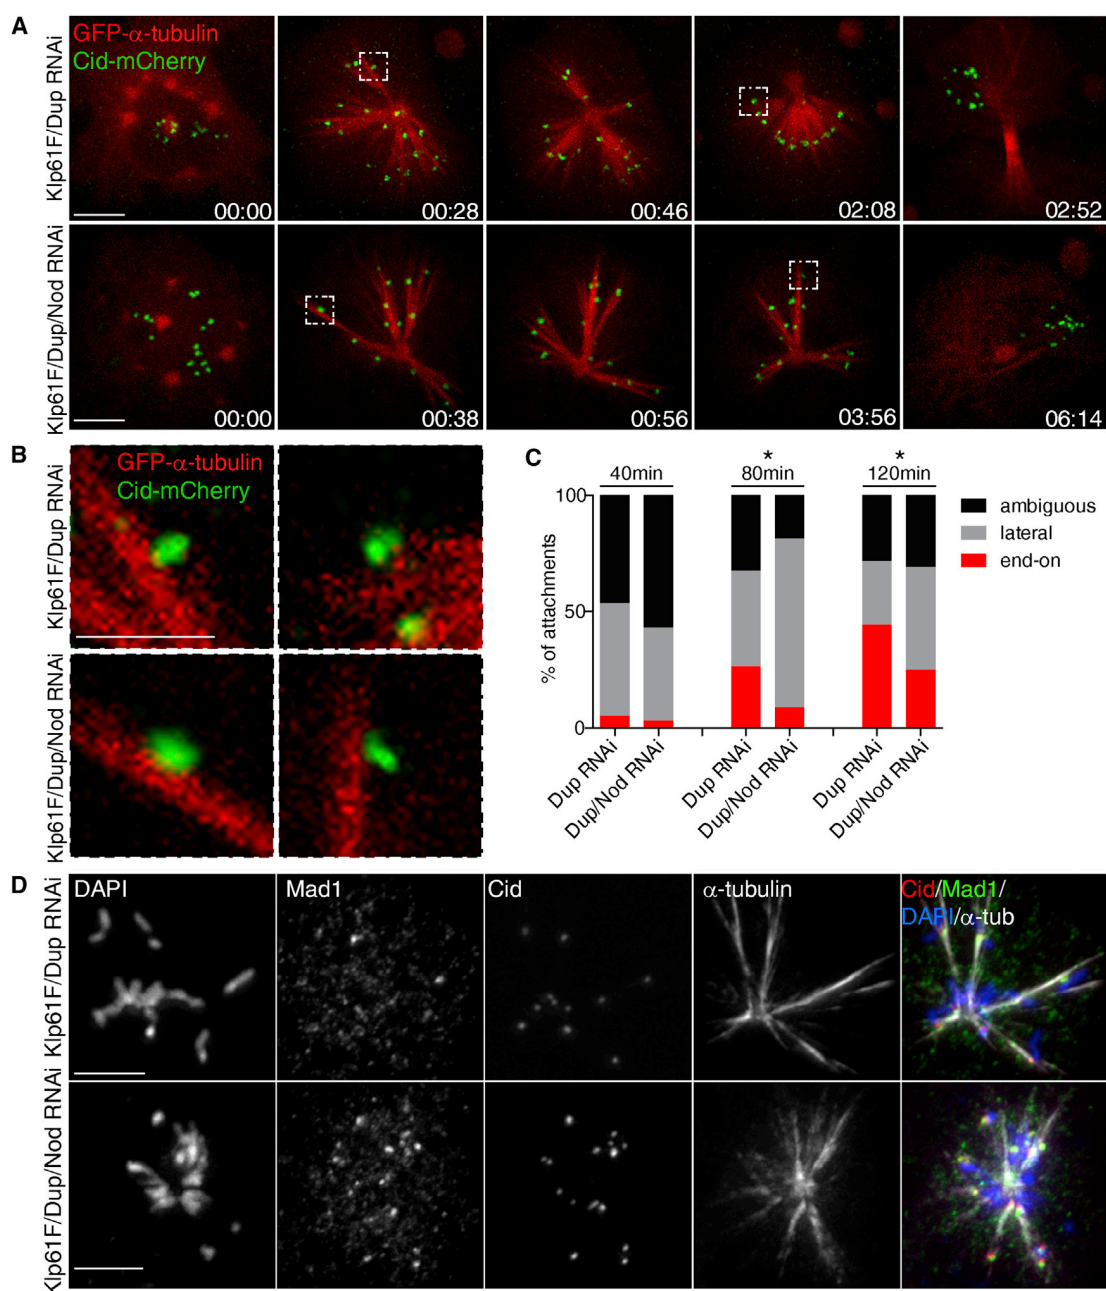 A
Klp61F/Dup RNAi
GFP-α-tubulin
Cid-mCherry
00:00
00:28
00:46
02:08
02:52
Klp61F/Dup/Nod RNAi
00:00
00:38
00:56
03:56
06:14
B
Klp61F/Dup RNAi
GFP-α-tubulin
Cid-mCherry
Klp61F/Dup/Nod RNAi
C
* *
40min 80min 120min
% of attachments
100
50
0
ambiguous
lateral
end-on
Dup RNAi
Dup/Nod RNAi
Dup RNAi
Dup/Nod RNAi
Dup RNAi
Dup/Nod RNAi
D
Klp61F/Dup RNAi
DAPI
Mad1
Cid
α-tubulin
Cid/Mad1/
DAPI/α-tub
Klp61F/Dup/Nod RNAi